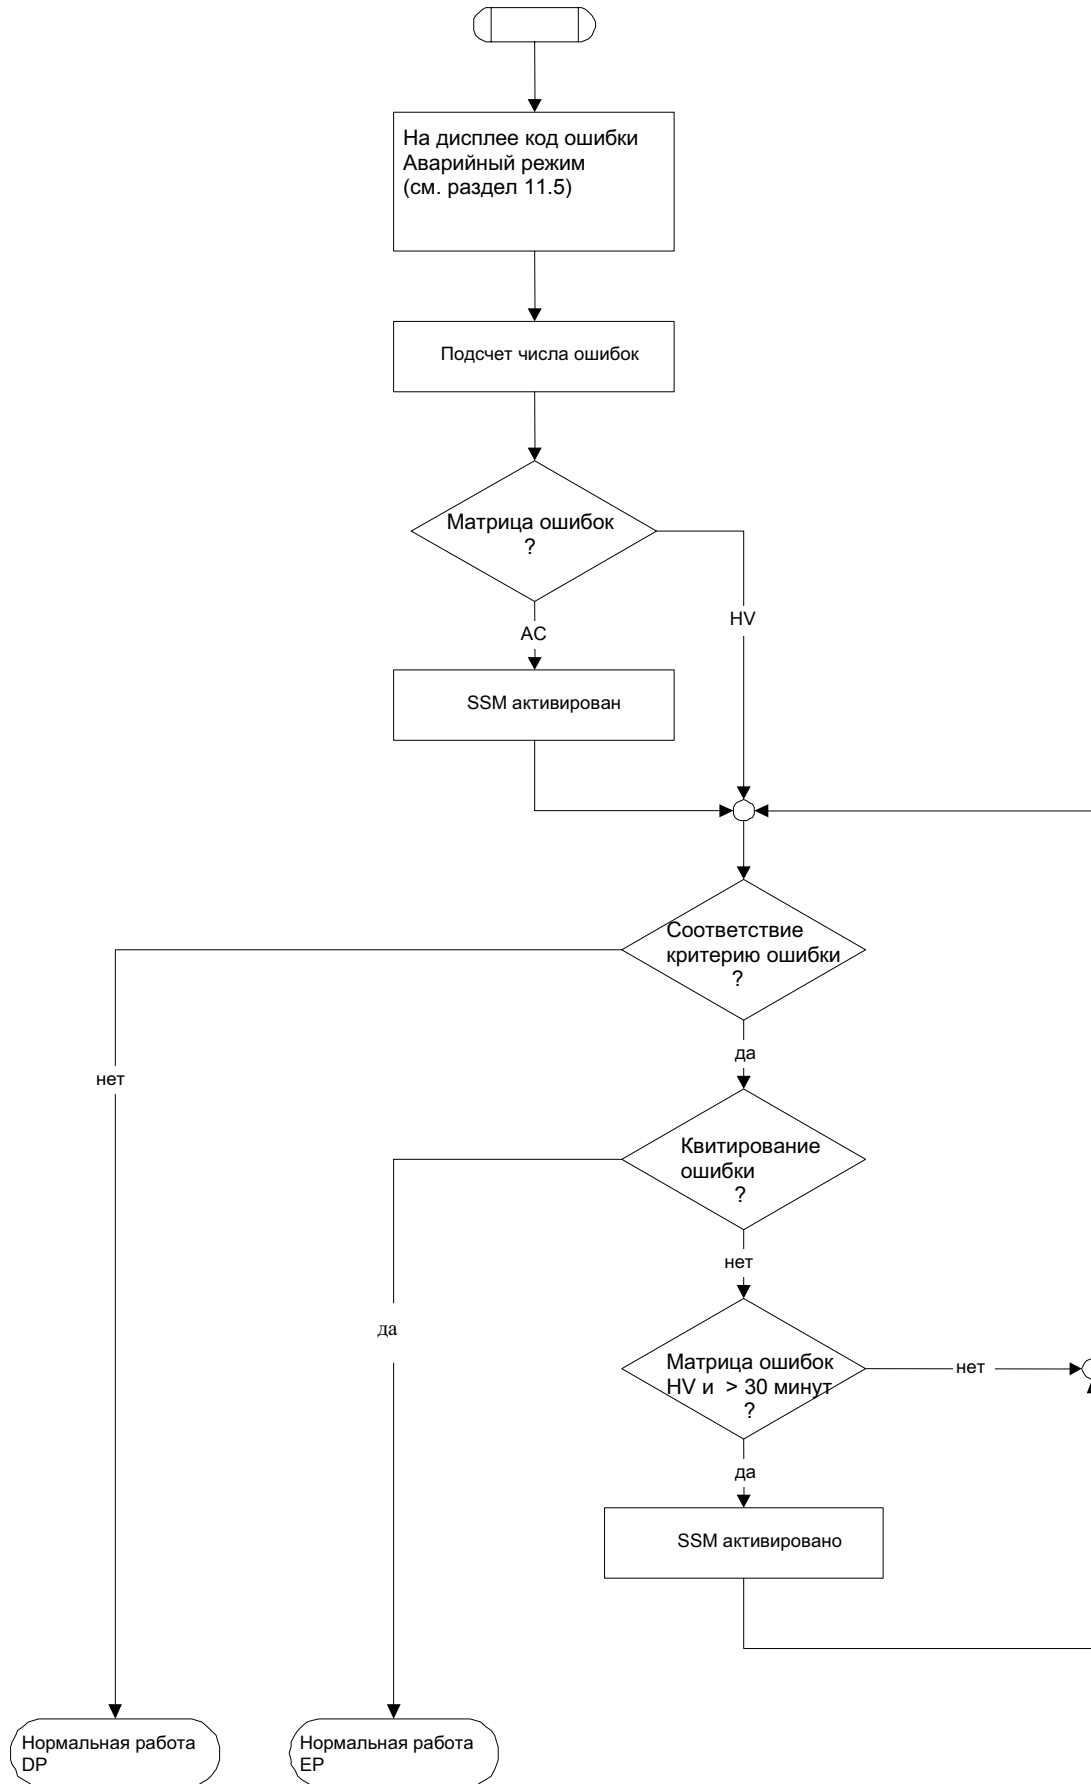 На дисплее код ошибки
Аварийный режим
(см. раздел 11.5)
Подсчет числа ошибок
Матрица ошибок
?
AC
HV
SSM активирован
Соответствие
критерию ошибки
?
нет
да
Квитирование
ошибки
?
да
нет
Матрица ошибок
HV и > 30 минут
?
нет
да
SSM активировано
Нормальная работа
DP
Нормальная работа
EP